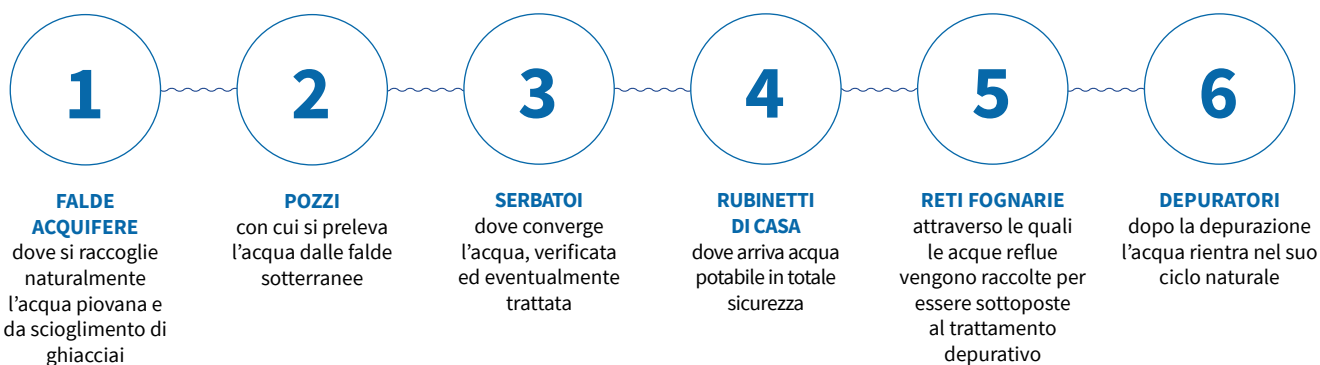 1
FALDE
ACQUIFERE
dove si raccoglie
naturalmente
l’acqua piovana e
da scioglimento di
ghiacciai
2
POZZI
con cui si preleva
l’acqua dalle falde
sotterranee
3
SERBATOI
dove converge
l’acqua, verificata
ed eventualmente
trattata
4
RUBINETTI
DI CASA
dove arriva acqua
potabile in totale
sicurezza
5
RETI FOGNARIE
attraverso le quali
le acque reflue
vengono raccolte per
essere sottoposte
al trattamento
depurativo
6
DEPURATORI
dopo la depurazione
l’acqua rientra nel suo
ciclo naturale